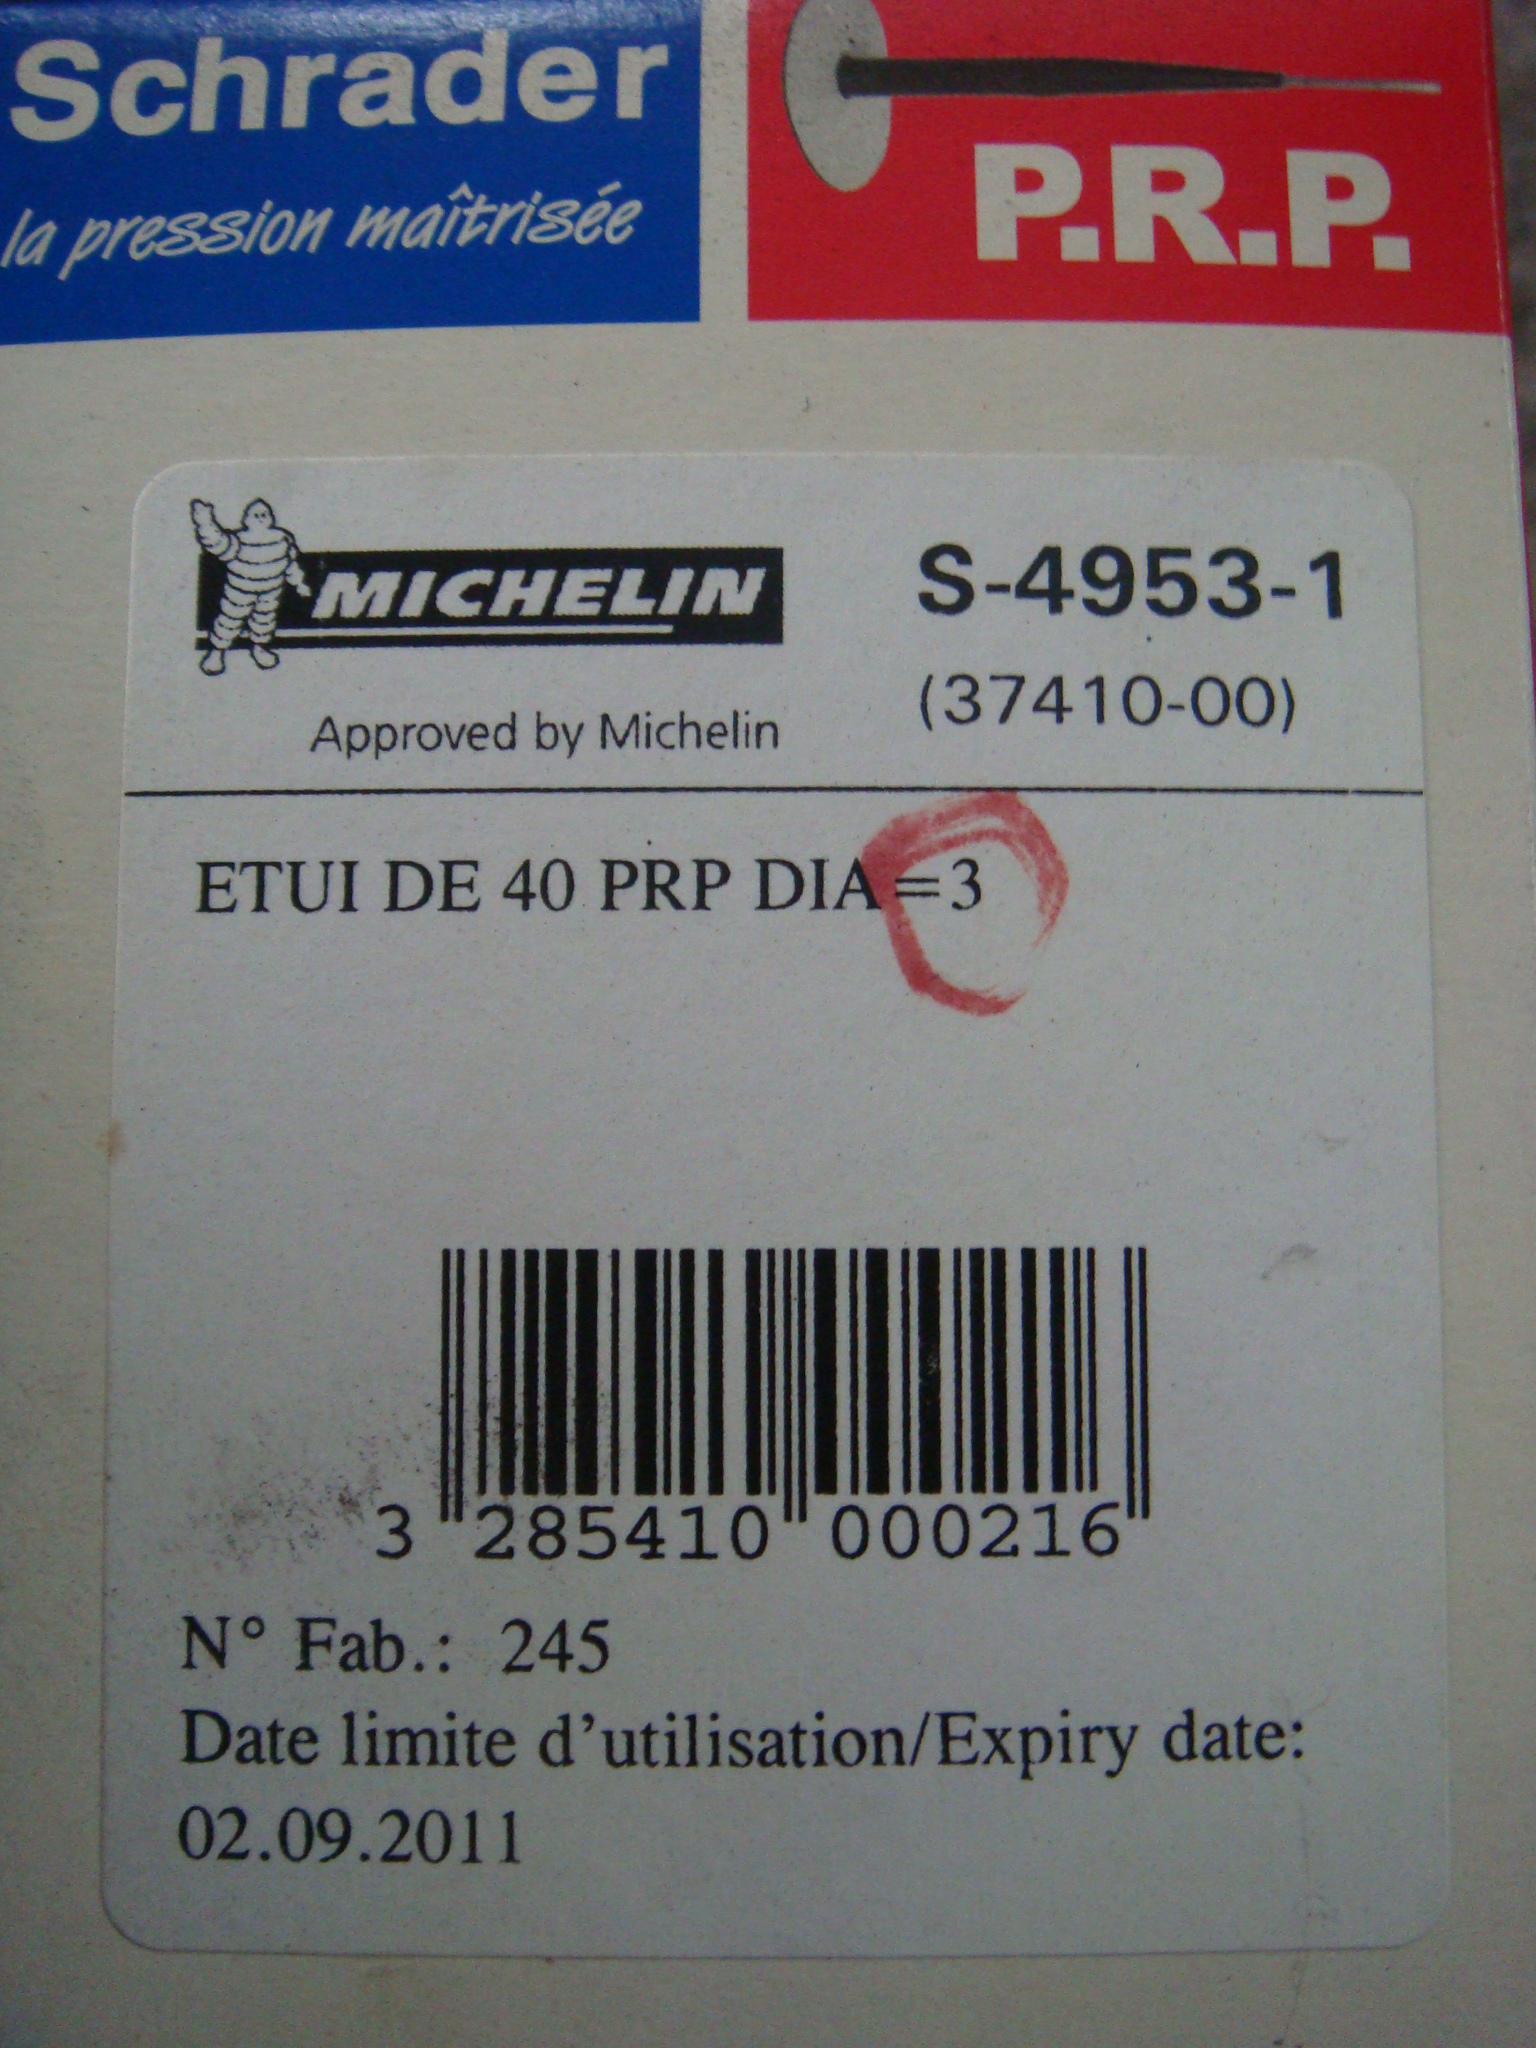 Schrader
la pression maîtrisée
P.R.P.
MICHELIN
Approved by Michelin
S-4953-1
(37410-00)
ETUI DE 40 PRP DIA=3
3 285410 000216
N° Fab.: 245
Date limite d'utilisation/Expiry date:
02.09.2011